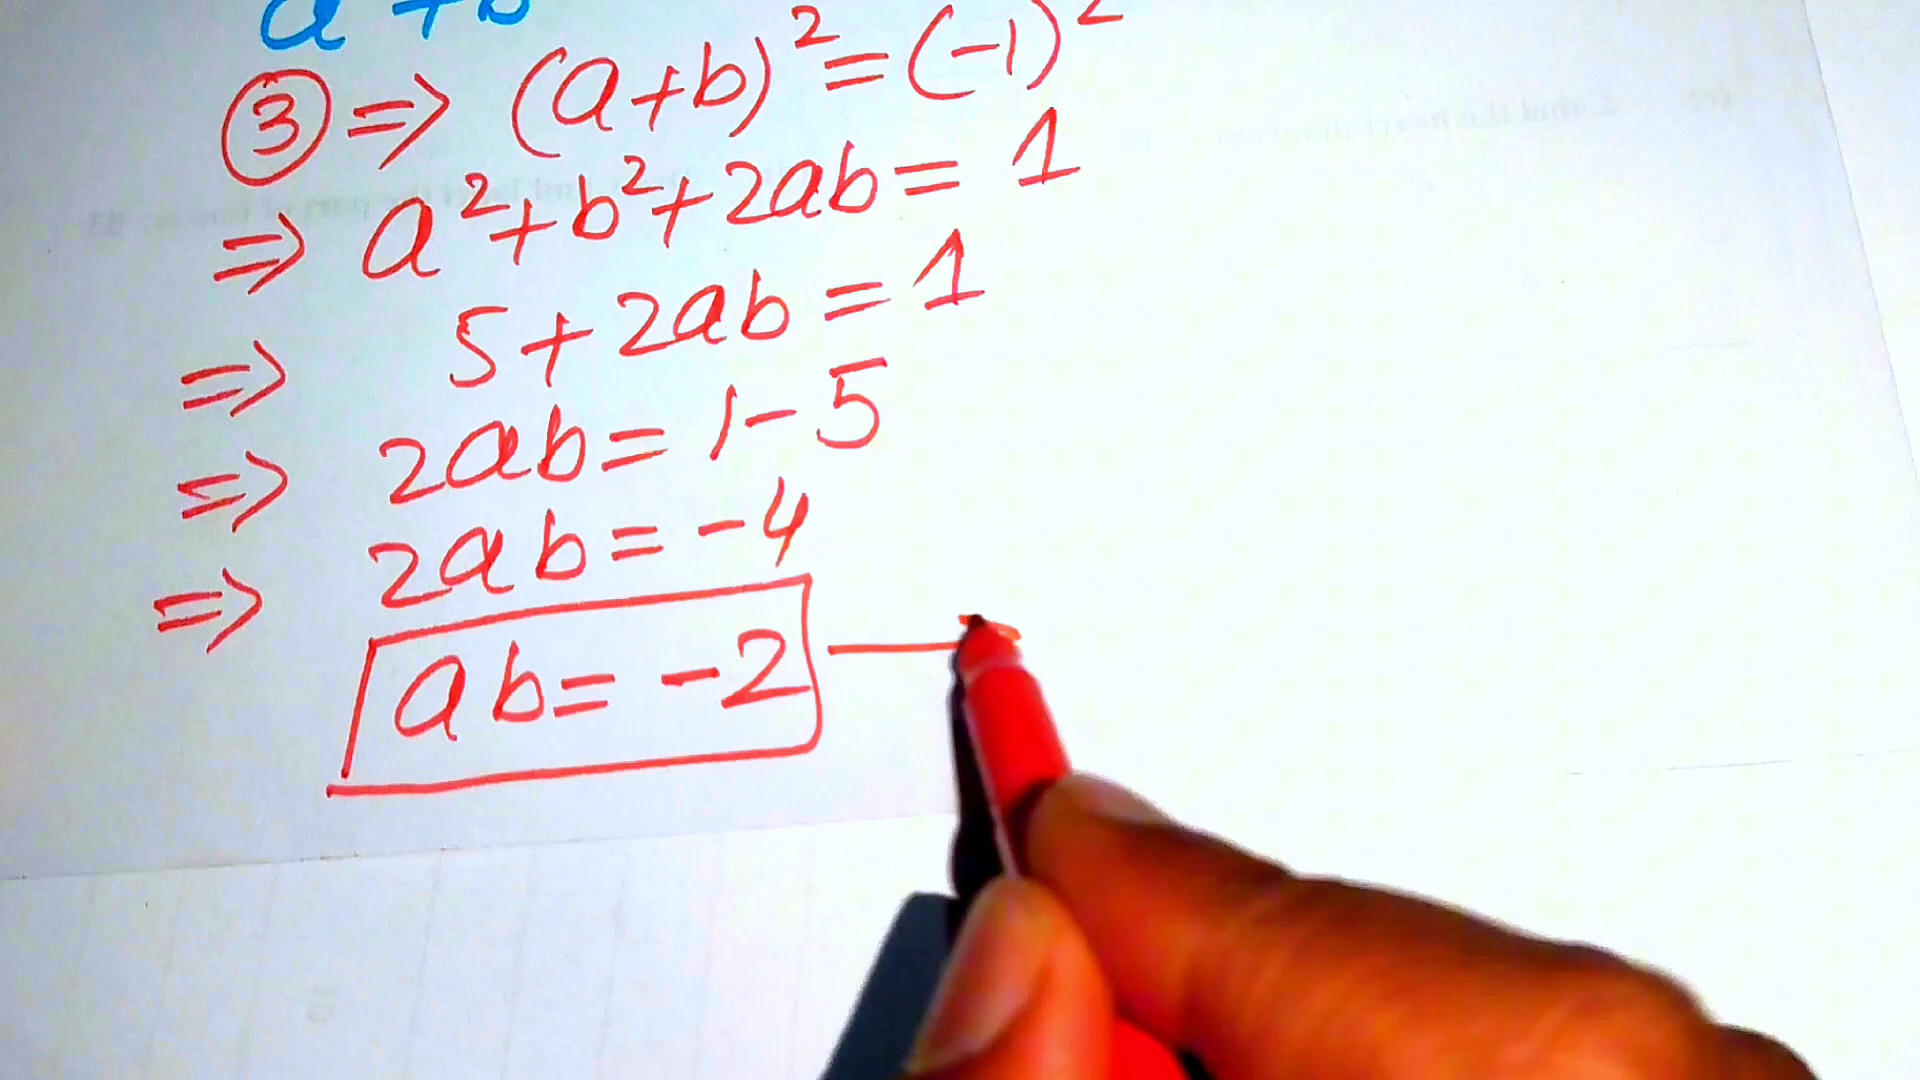 a+b
③ => (a+b)² = (-1)²
=> a²+b²+2ab = 1
=> 5+2ab = 1
=> 2ab = 1-5
=> 2ab = -4
ab = -2